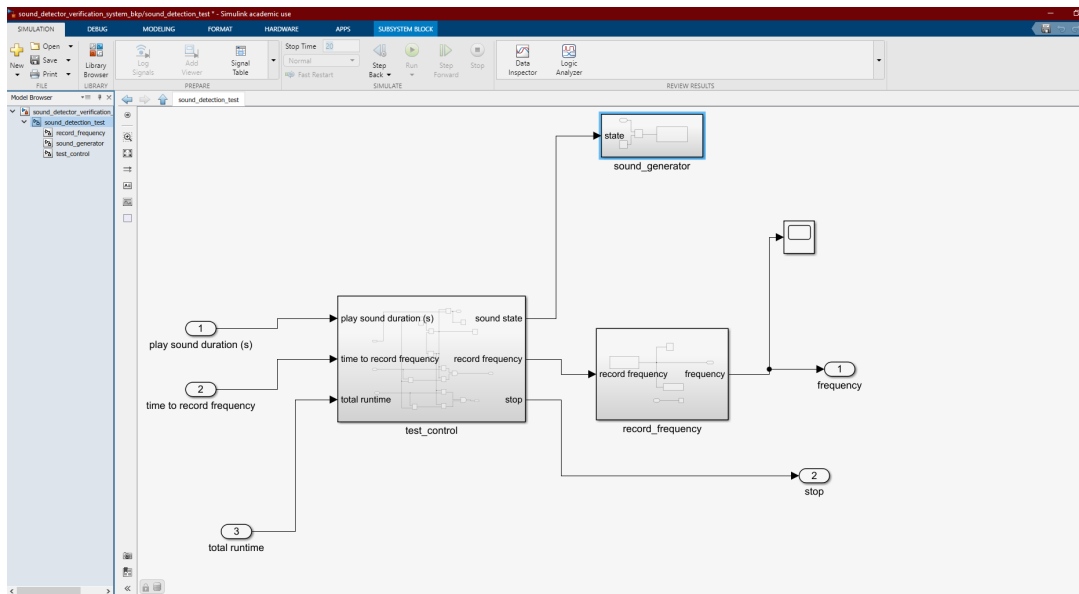 sound_detector_verification_system_bkp/sound_detection_test * - Simulink academic use
SIMULATION DEBUG MODELING FORMAT HARDWARE APPS SUBSYSTEM BLOCK
New
Open
Save
Print
FILE
Library
Browser
LIBRARY
Log
Signals
Add
Viewer
Signal
Table
PREPARE
Stop Time 20
Normal
Fast Restart
Step
Back
Run
Step
Forward
Stop
SIMULATE
Data
Inspector
Logic
Analyzer
REVIEW RESULTS
Model Browser
sound_detector_verification_
sound_detection_test
record_frequency
sound_generator
test_control
sound_detection_test
state
sound_generator
1
play sound duration (s)
2
time to record frequency
3
total runtime
play sound duration (s) sound state
time to record frequency record frequency
total runtime stop
test_control
record frequency frequency
record_frequency
1
frequency
2
stop